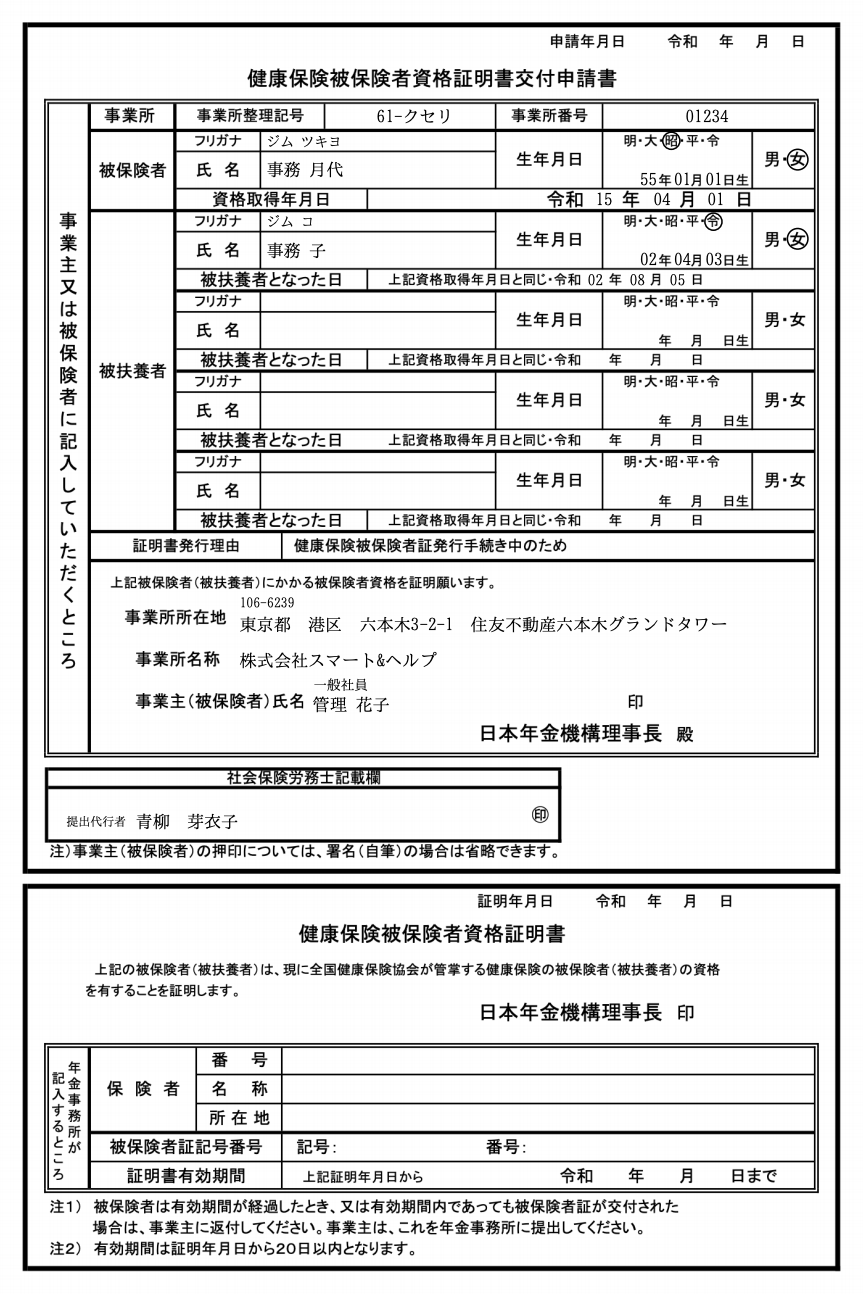 申請年月日 令和 年 月 日
健康保険被保険者資格証明書交付申請書
事業主又は被保険者に記入していただくところ
事業所 事業所整理記号 61-クセリ 事業所番号 01234
被保険者
フリガナ ジム ツキヨ
氏 名 事務 月代
生年月日
明・大・昭・平・令
55年01月01日生
男・女
資格取得年月日 令和 15 年 04 月 01 日
被扶養者
フリガナ ジム コ
氏 名 事務 子
生年月日
明・大・昭・平・令
02年04月03日生
男・女
被扶養者となった日 上記資格取得年月日と同じ・令和 02 年 08 月 05 日
フリガナ
氏 名
生年月日
明・大・昭・平・令
年 月 日生
男・女
被扶養者となった日 上記資格取得年月日と同じ・令和 年 月 日
フリガナ
氏 名
生年月日
明・大・昭・平・令
年 月 日生
男・女
被扶養者となった日 上記資格取得年月日と同じ・令和 年 月 日
フリガナ
氏 名
生年月日
明・大・昭・平・令
年 月 日生
男・女
被扶養者となった日 上記資格取得年月日と同じ・令和 年 月 日
証明書発行理由 健康保険被保険者証発行手続き中のため
上記被保険者(被扶養者)にかかる被保険者資格を証明願います。
106-6239
事業所所在地 東京都 港区 六本木3-2-1 住友不動産六本木グランドタワー
事業所名称 株式会社スマート&ヘルプ
一般社員
事業主(被保険者)氏名 管理 花子 印
日本年金機構理事長 殿
社会保険労務士記載欄
提出代行者 青柳 芽衣子 ㊞
注)事業主(被保険者)の押印については、署名(自筆)の場合は省略できます。
証明年月日 令和 年 月 日
健康保険被保険者資格証明書
上記の被保険者(被扶養者)は、現に全国健康保険協会が管掌する健康保険の被保険者(被扶養者)の資格
を有することを証明します。
日本年金機構理事長 印
年金事務所が
記入するところ
保 険 者
番 号
名 称
所 在 地
被保険者証記号番号 記号: 番号:
証明書有効期間 上記証明年月日から 令和 年 月 日まで
注1) 被保険者は有効期間が経過したとき、又は有効期間内であっても被保険者証が交付された
場合は、事業主に返付してください。事業主は、これを年金事務所に提出してください。
注2) 有効期間は証明年月日から20日以内となります。